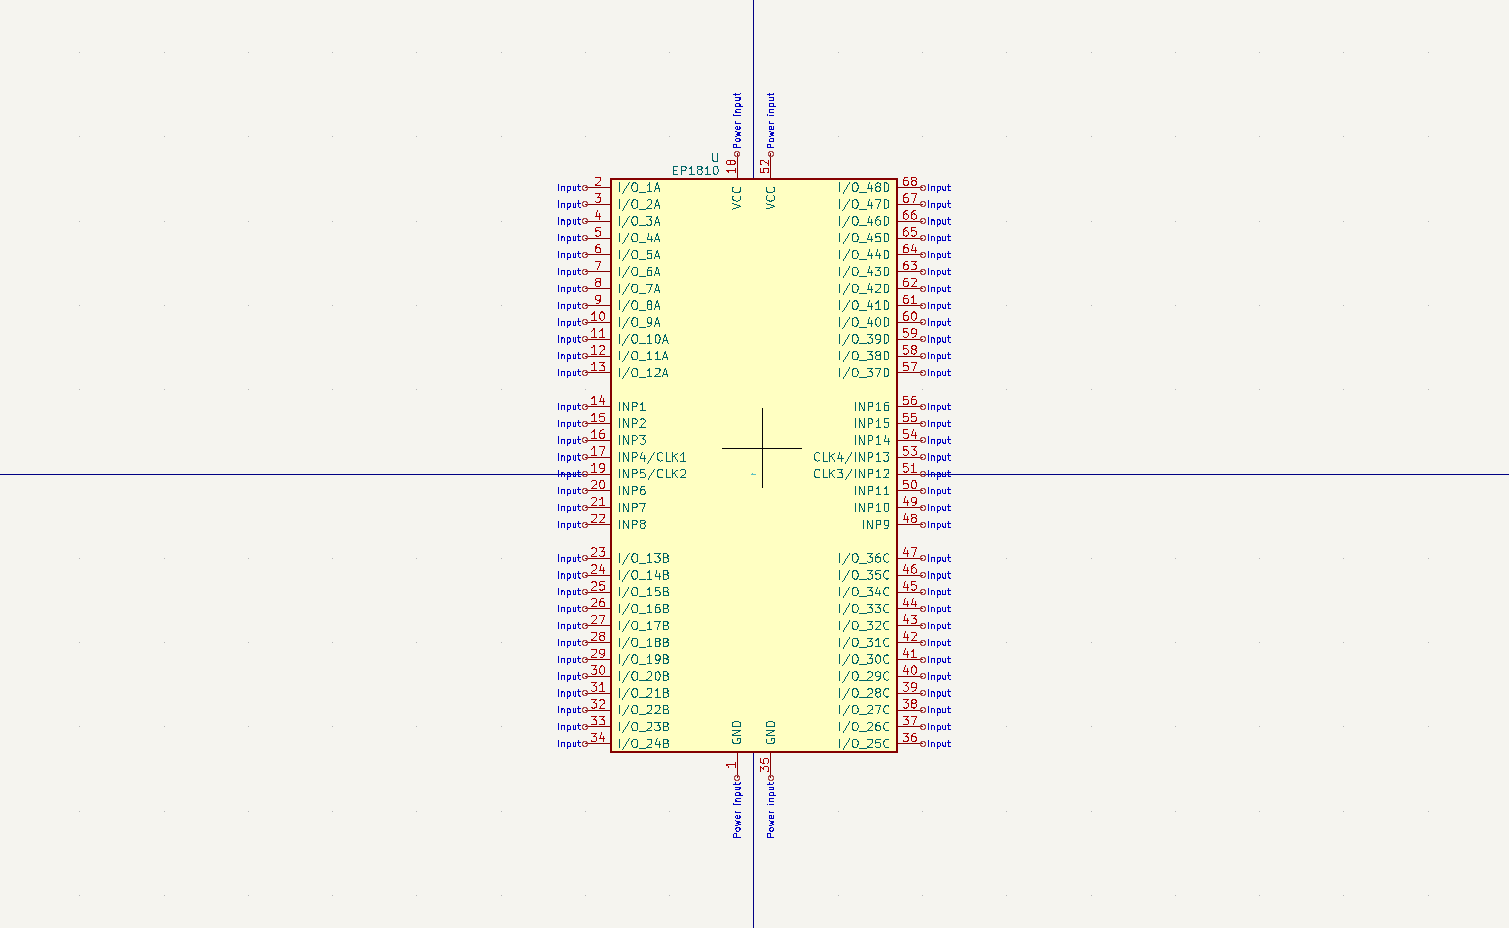 Power Input Power Input
U
EP1810 18 52
VCC VCC
Input 2 I/O_1A I/O_48D 68 Input
Input 3 I/O_2A I/O_47D 67 Input
Input 4 I/O_3A I/O_46D 66 Input
Input 5 I/O_4A I/O_45D 65 Input
Input 6 I/O_5A I/O_44D 64 Input
Input 7 I/O_6A I/O_43D 63 Input
Input 8 I/O_7A I/O_42D 62 Input
Input 9 I/O_8A I/O_41D 61 Input
Input 10 I/O_9A I/O_40D 60 Input
Input 11 I/O_10A I/O_39D 59 Input
Input 12 I/O_11A I/O_38D 58 Input
Input 13 I/O_12A I/O_37D 57 Input
Input 14 INP1 INP16 56 Input
Input 15 INP2 INP15 55 Input
Input 16 INP3 INP14 54 Input
Input 17 INP4/CLK1 CLK4/INP13 53 Input
Input 19 INP5/CLK2 CLK3/INP12 51 Input
Input 20 INP6 INP11 50 Input
Input 21 INP7 INP10 49 Input
Input 22 INP8 INP9 48 Input
Input 23 I/O_13B I/O_36C 47 Input
Input 24 I/O_14B I/O_35C 46 Input
Input 25 I/O_15B I/O_34C 45 Input
Input 26 I/O_16B I/O_33C 44 Input
Input 27 I/O_17B I/O_32C 43 Input
Input 28 I/O_18B I/O_31C 42 Input
Input 29 I/O_19B I/O_30C 41 Input
Input 30 I/O_20B I/O_29C 40 Input
Input 31 I/O_21B I/O_28C 39 Input
Input 32 I/O_22B I/O_27C 38 Input
Input 33 I/O_23B I/O_26C 37 Input
Input 34 I/O_24B I/O_25C 36 Input
GND GND
1 35
Power Input Power Input